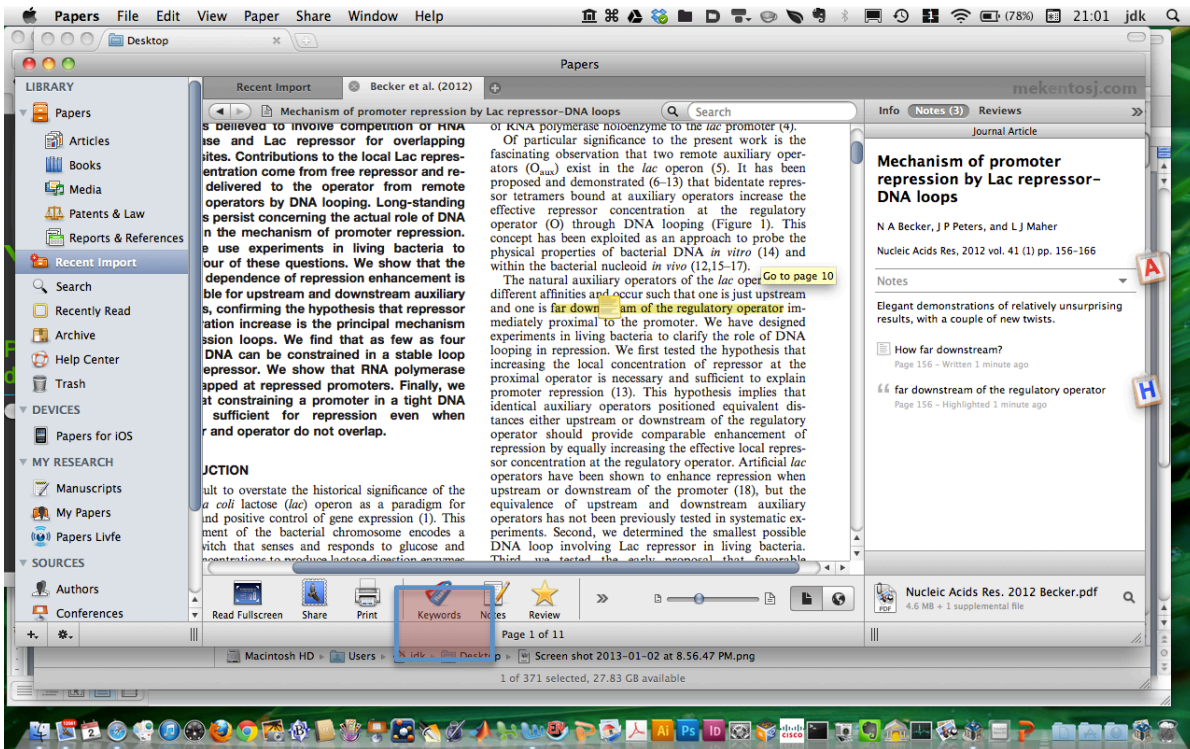 Papers File Edit View Paper Share Window Help (78%) 21:01 jdk
Desktop
Papers
LIBRARY
Papers
Articles
Books
Media
Patents & Law
Reports & References
Recent Import
Search
Recently Read
Archive
Help Center
Trash
DEVICES
Papers for iOS
MY RESEARCH
Manuscripts
My Papers
Papers Livfe
SOURCES
Authors
Conferences
Recent Import
Becker et al. (2012)
mekentosj.com
Mechanism of promoter repression by Lac repressor–DNA loops
Search
s believed to involve competition of RNA
ase and Lac repressor for overlapping
sites. Contributions to the local Lac repres-
entration come from free repressor and re-
delivered to the operator from remote
operators by DNA looping. Long-standing
s persist concerning the actual role of DNA
n the mechanism of promoter repression.
e use experiments in living bacteria to
our of these questions. We show that the
dependence of repression enhancement is
ble for upstream and downstream auxiliary
s, confirming the hypothesis that repressor
ration increase is the principal mechanism
ssion loops. We find that as few as four
DNA can be constrained in a stable loop
epressor. We show that RNA polymerase
apped at repressed promoters. Finally, we
at constraining a promoter in a tight DNA
sufficient for repression even when
r and operator do not overlap.
UCTION
ult to overstate the historical significance of the
a coli lactose (lac) operon as a paradigm for
and positive control of gene expression (1). This
ment of the bacterial chromosome encodes a
witch that senses and responds to glucose and
ncentrations to produce lactose digestion enzymes
of RNA polymerase holoenzyme to the lac promoter (4).
Of particular significance to the present work is the
fascinating observation that two remote auxiliary oper-
ators (Oaux) exist in the lac operon (5). It has been
proposed and demonstrated (6–13) that bidentate repres-
sor tetramers bound at auxiliary operators increase the
effective repressor concentration at the regulatory
operator (O) through DNA looping (Figure 1). This
concept has been exploited as an approach to probe the
physical properties of bacterial DNA in vitro (14) and
within the bacterial nucleoid in vivo (12,15–17).
Go to page 10
The natural auxiliary operators of the lac oper
different affinities and occur such that one is just upstream
and one is far down am of the regulatory operator im-
mediately proximal to the promoter. We have designed
experiments in living bacteria to clarify the role of DNA
looping in repression. We first tested the hypothesis that
increasing the local concentration of repressor at the
proximal operator is necessary and sufficient to explain
promoter repression (13). This hypothesis implies that
identical auxiliary operators positioned equivalent dis-
tances either upstream or downstream of the regulatory
operator should provide comparable enhancement of
repression by equally increasing the effective local repres-
sor concentration at the regulatory operator. Artificial lac
operators have been shown to enhance repression when
upstream or downstream of the promoter (18), but the
equivalence of upstream and downstream auxiliary
operators has not been previously tested in systematic ex-
periments. Second, we determined the smallest possible
DNA loop involving Lac repressor in living bacteria.
Third, we tested the early proposal that favorable
Info Notes (3) Reviews
Journal Article
Mechanism of promoter
repression by Lac repressor–
DNA loops
N A Becker, J P Peters, and L J Maher
Nucleic Acids Res, 2012 vol. 41 (1) pp. 156–166
Notes
Elegant demonstrations of relatively unsurprising
results, with a couple of new twists.
How far downstream?
Page 156 – Written 1 minute ago
far downstream of the regulatory operator
Page 156 – Highlighted 1 minute ago
A
H
Read Fullscreen Share Print Keywords Notes Review
Page 1 of 11
PDF
Nucleic Acids Res. 2012 Becker.pdf
4.6 MB + 1 supplemental file
Macintosh HD Users jdk Desktop Screen shot 2013-01-02 at 8.56.47 PM.png
1 of 371 selected, 27.83 GB available
2
Ai Ps ID
CISCO